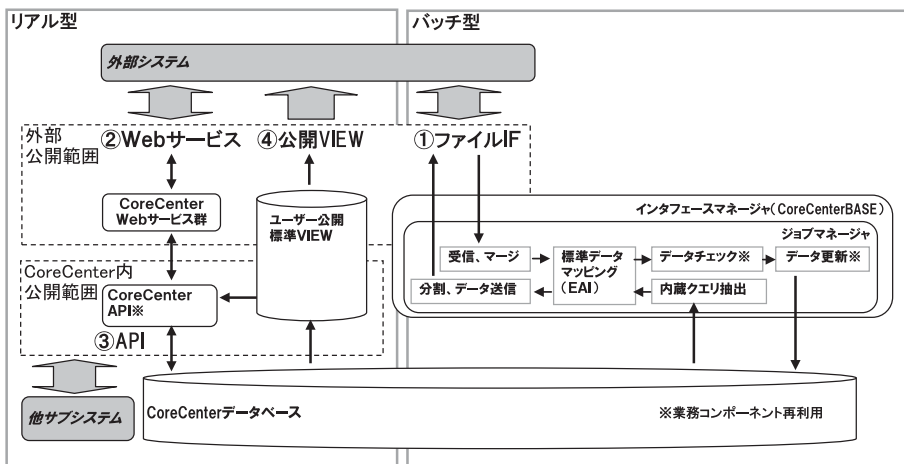 リアル型
バッチ型
外部システム
外部
公開範囲
②Webサービス
④公開VIEW
①ファイルIF
CoreCenter
Webサービス群
ユーザー公開
標準VIEW
インタフェースマネージャ(CoreCenterBASE)
ジョブマネージャ
受信、マージ
標準データ
マッピング
(EAI)
データチェック※
データ更新※
分割、データ送信
内蔵クエリ抽出
CoreCenter内
公開範囲
CoreCenter
API※
③API
他サブシステム
CoreCenterデータベース
※業務コンポーネント再利用